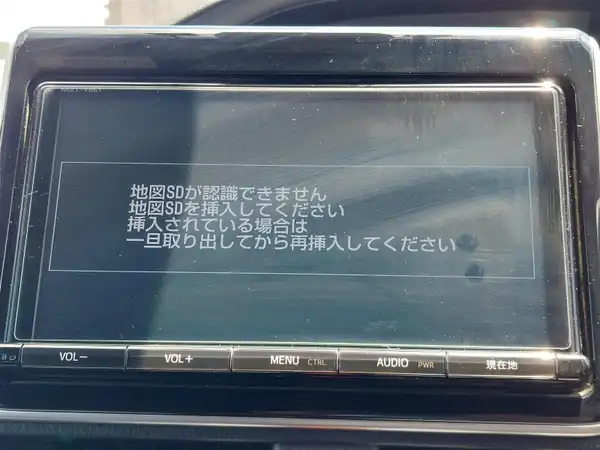 地図SDが認識できません
地図SDを挿入してください
挿入されている場合は
一旦取り出してから再挿入してください
VOL−
VOL+
MENU CTRL
AUDIO PWR
現在地